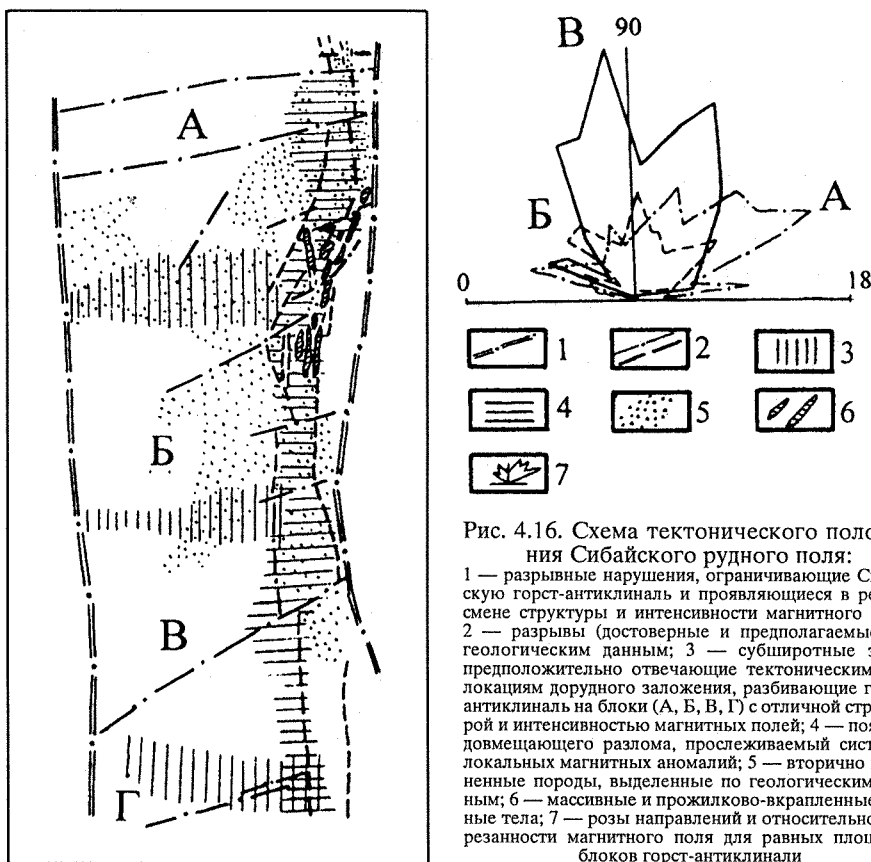 А
Б
В
Г
В 90
Б
А
0 18
1 2 3
4 5 6
7
Рис. 4.16. Схема тектонического поло
ния Сибайского рудного поля:
1 — разрывные нарушения, ограничивающие С
скую горст-антиклиналь и проявляющиеся в ре
смене структуры и интенсивности магнитного
2 — разрывы (достоверные и предполагаемы
геологическим данным; 3 — субширотные з
предположительно отвечающие тектоническим
локациям дорудного заложения, разбивающие г
антиклиналь на блоки (А, Б, В, Г) с отличной стр
рой и интенсивностью магнитных полей; 4 — поя
довмещающего разлома, прослеживаемый сист
локальных магнитных аномалий; 5 — вторично
ненные породы, выделенные по геологическим
ным; 6 — массивные и прожилково-вкрапленные
ные тела; 7 — розы направлений и относительно
резанности магнитного поля для равных площ
блоков горст-антиклинали